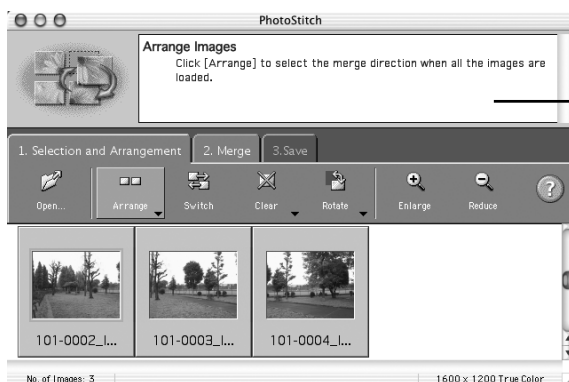 PhotoStitch
Arrange Images
Click [Arrange] to select the merge direction when all the images are
loaded.
1. Selection and Arrangement 2. Merge 3.Save
Open... Arrange Switch Clear Rotate Enlarge Reduce ?
101-0002_I... 101-0003_I... 101-0004_I...
No. of Images: 3 1600 x 1200 True Color